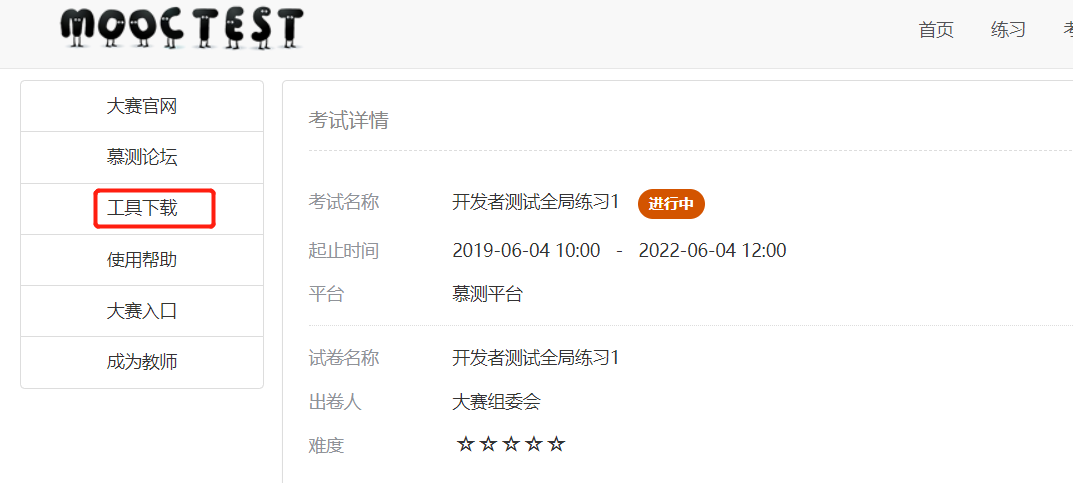 MOOCTEST
首页 练习
大赛官网
慕测论坛
工具下载
使用帮助
大赛入口
成为教师
考试详情
考试名称 开发者测试全局练习1 进行中
起止时间 2019-06-04 10:00 - 2022-06-04 12:00
平台 慕测平台
试卷名称 开发者测试全局练习1
出卷人 大赛组委会
难度 ☆☆☆☆☆